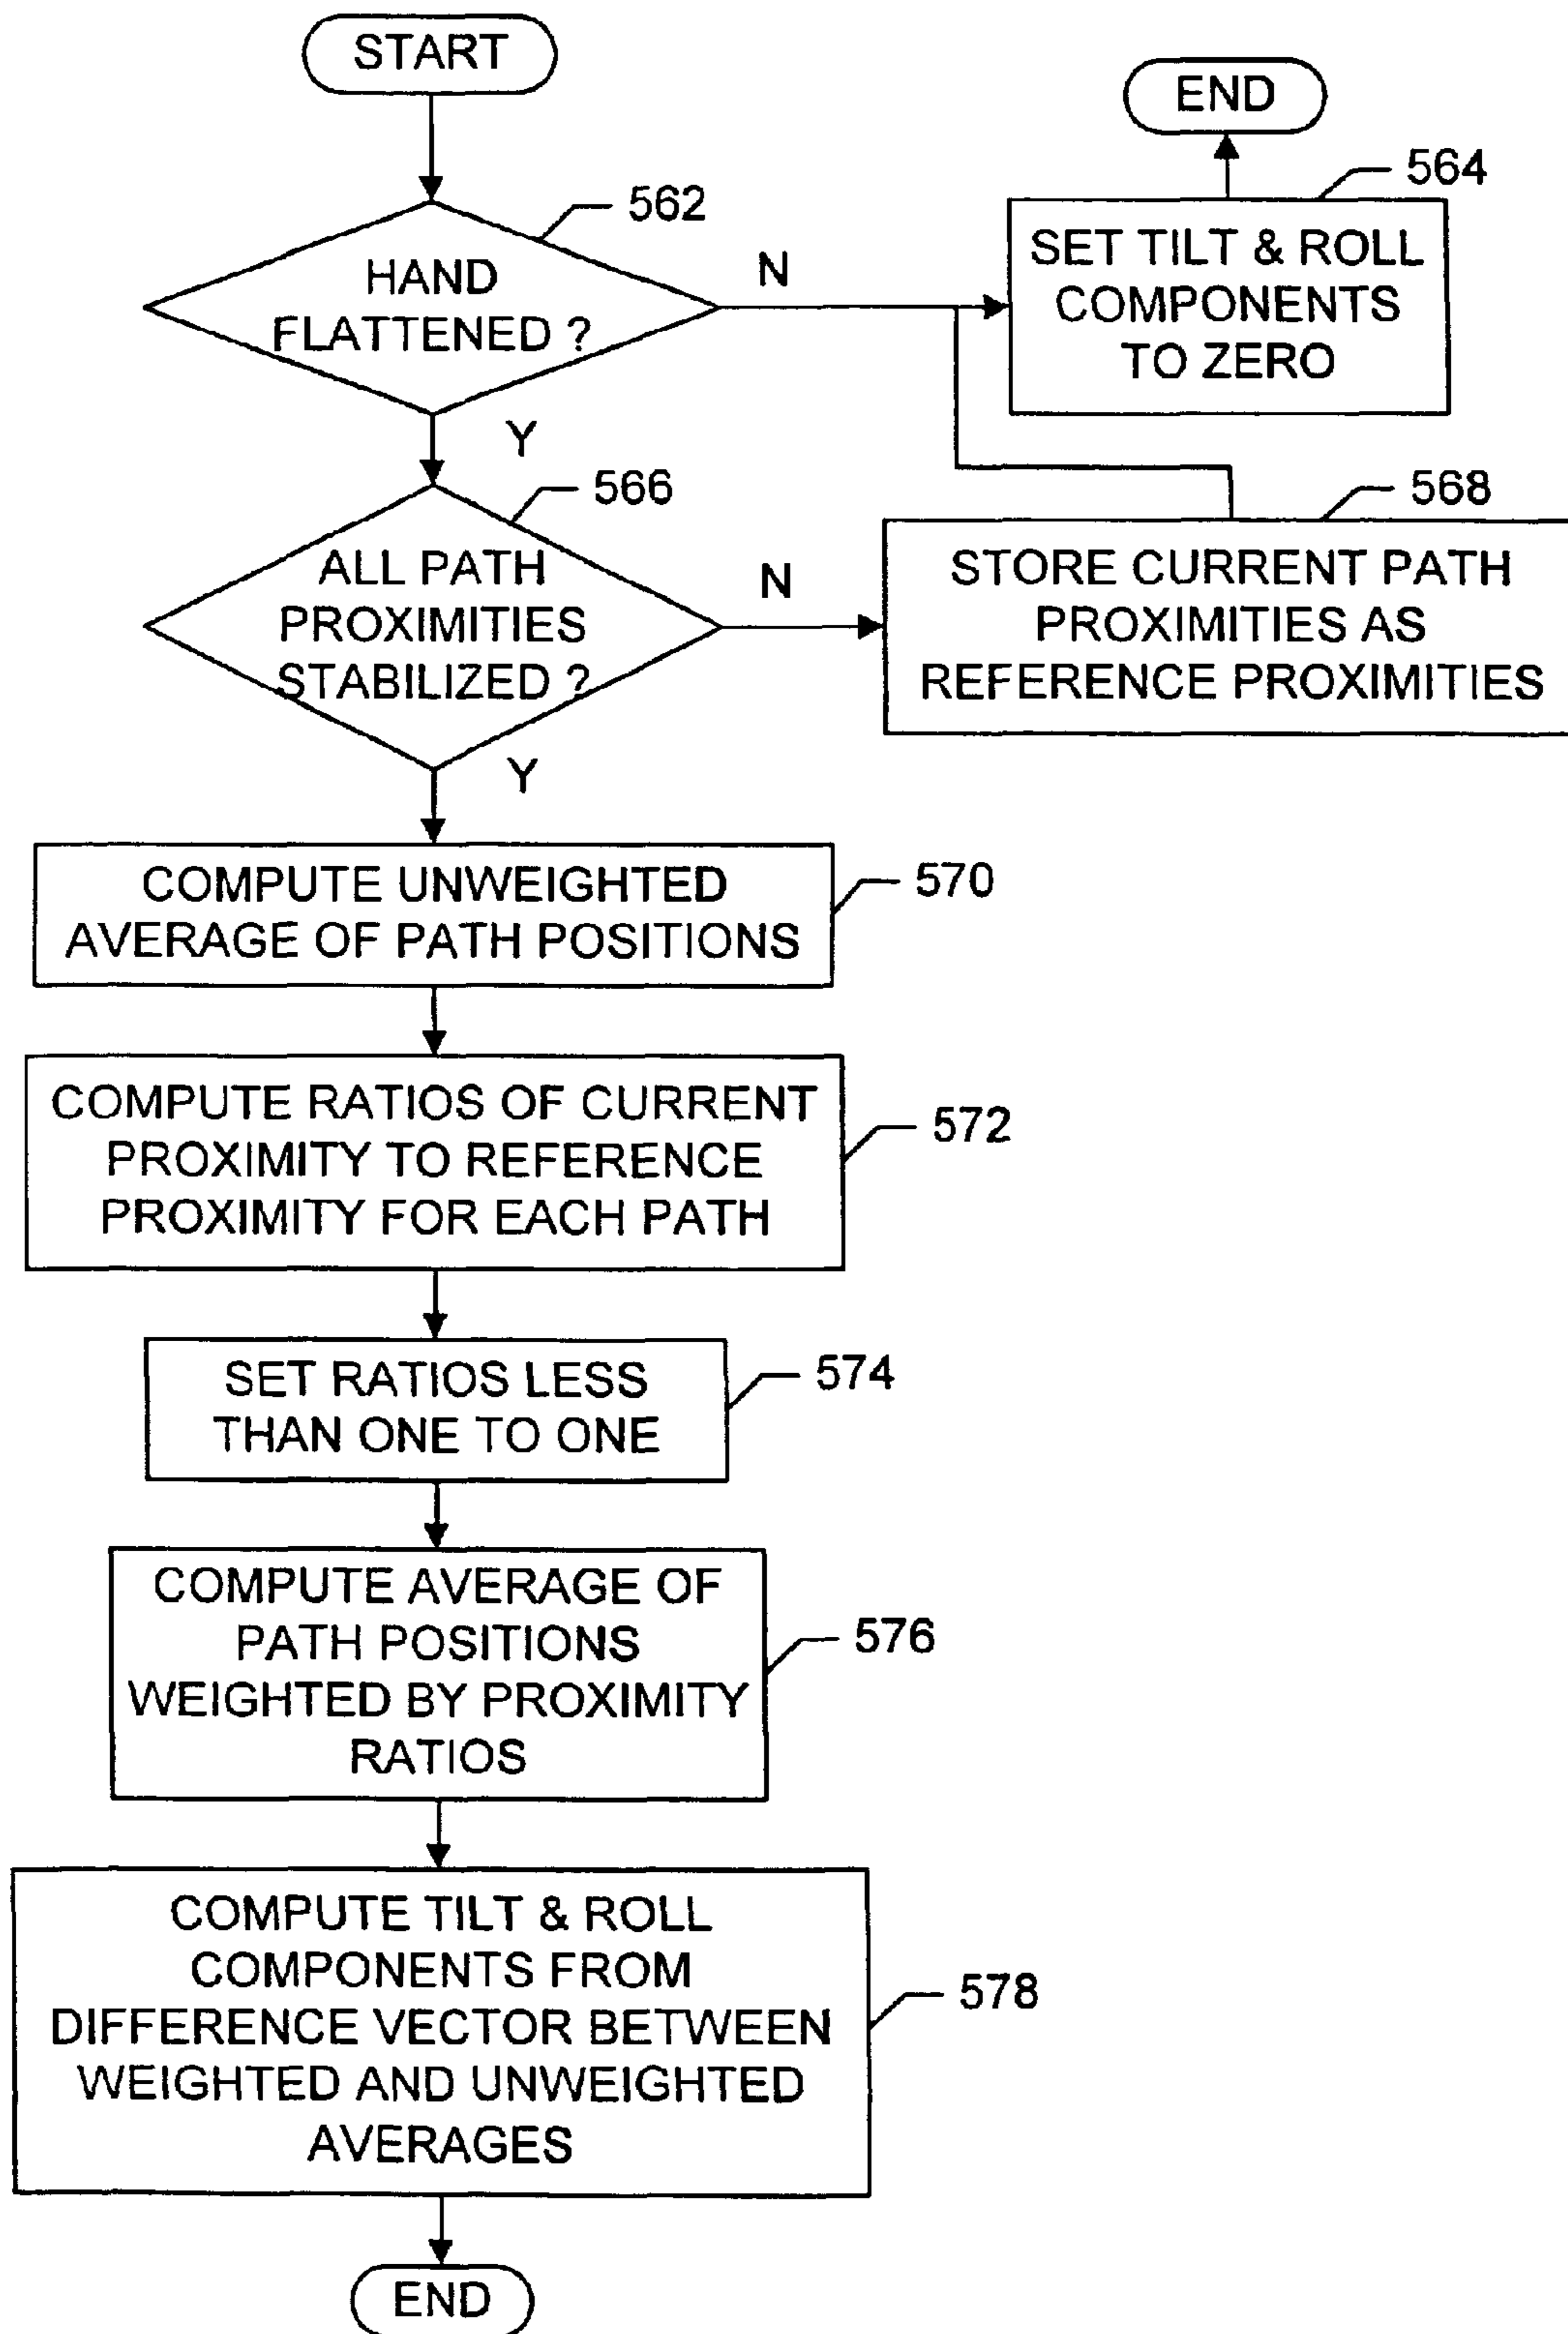 START
END
562
HAND
FLATTENED ?
N
564
SET TILT & ROLL
COMPONENTS
TO ZERO
Y
566
ALL PATH
PROXIMITIES
STABILIZED ?
N
568
STORE CURRENT PATH
PROXIMITIES AS
REFERENCE PROXIMITIES
Y
COMPUTE UNWEIGHTED
AVERAGE OF PATH POSITIONS
570
COMPUTE RATIOS OF CURRENT
PROXIMITY TO REFERENCE
PROXIMITY FOR EACH PATH
572
SET RATIOS LESS
THAN ONE TO ONE
574
COMPUTE AVERAGE OF
PATH POSITIONS
WEIGHTED BY PROXIMITY
RATIOS
576
COMPUTE TILT & ROLL
COMPONENTS FROM
DIFFERENCE VECTOR BETWEEN
WEIGHTED AND UNWEIGHTED
AVERAGES
578
END